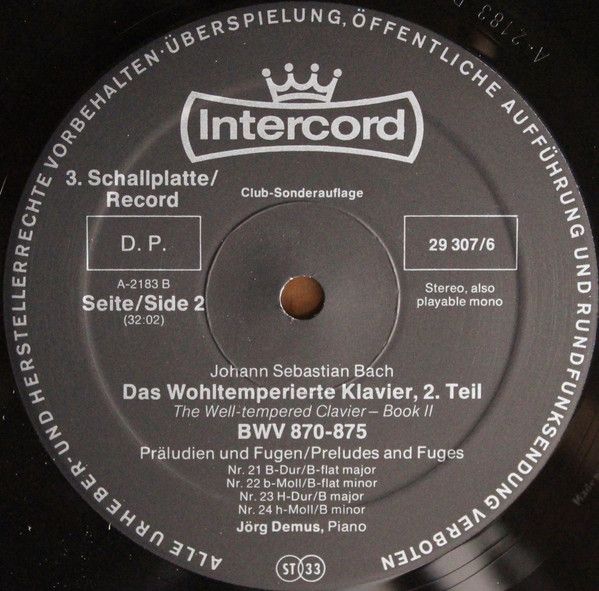 ALLE URHEBER- UND HERSTELLERRECHTE VORBEHALTEN · ÜBERSPIELUNG, ÖFFENTLICHE AUFFÜHRUNG UND RUNDFUNKSENDUNG VERBOTEN
A-2183
Intercord
3. Schallplatte/
Record
Club-Sonderauflage
D. P.
29 307/6
A-2183 B
Seite/Side 2
(32:02)
Stereo, also
playable mono
Johann Sebastian Bach
Das Wohltemperierte Klavier, 2. Teil
The Well-tempered Clavier – Book II
BWV 870-875
Präludien und Fugen/Preludes and Fuges
Nr. 21 B-Dur/B-flat major
Nr. 22 b-Moll/B-flat minor
Nr. 23 H-Dur/B major
Nr. 24 h-Moll/B minor
Jörg Demus, Piano
ST 33